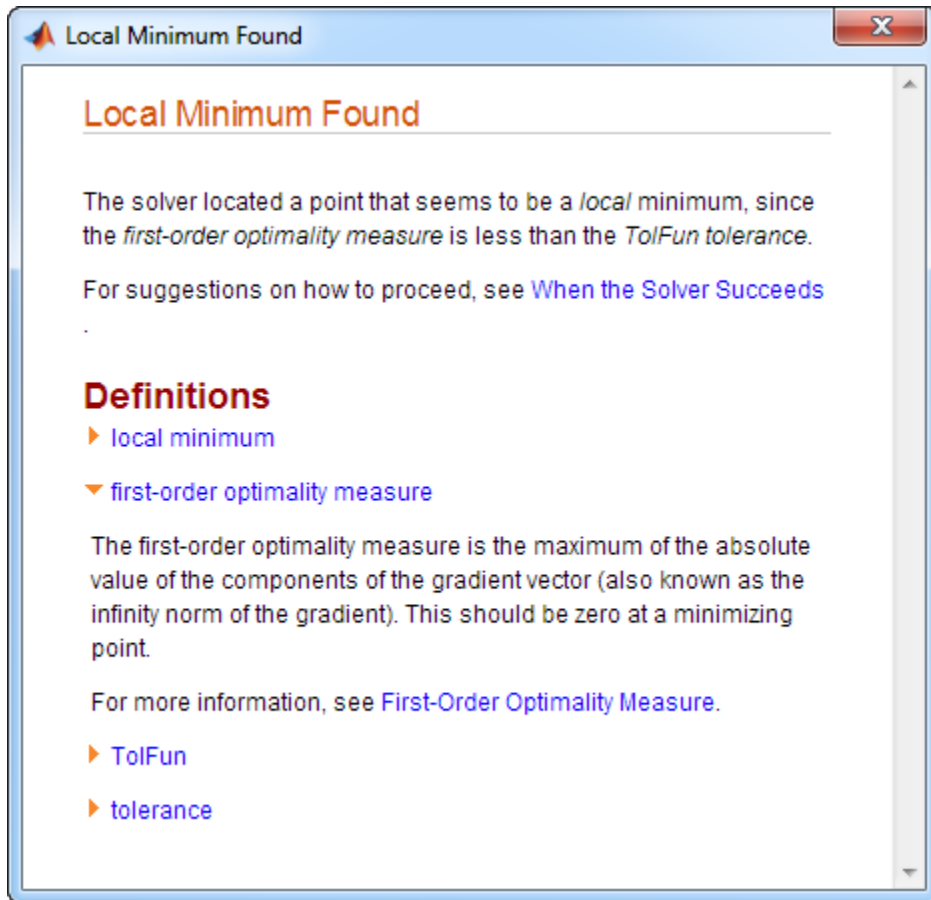 Local Minimum Found
Local Minimum Found
The solver located a point that seems to be a local minimum, since
the first-order optimality measure is less than the TolFun tolerance.
For suggestions on how to proceed, see When the Solver Succeeds
.
Definitions
local minimum
first-order optimality measure
The first-order optimality measure is the maximum of the absolute
value of the components of the gradient vector (also known as the
infinity norm of the gradient). This should be zero at a minimizing
point.
For more information, see First-Order Optimality Measure.
TolFun
tolerance